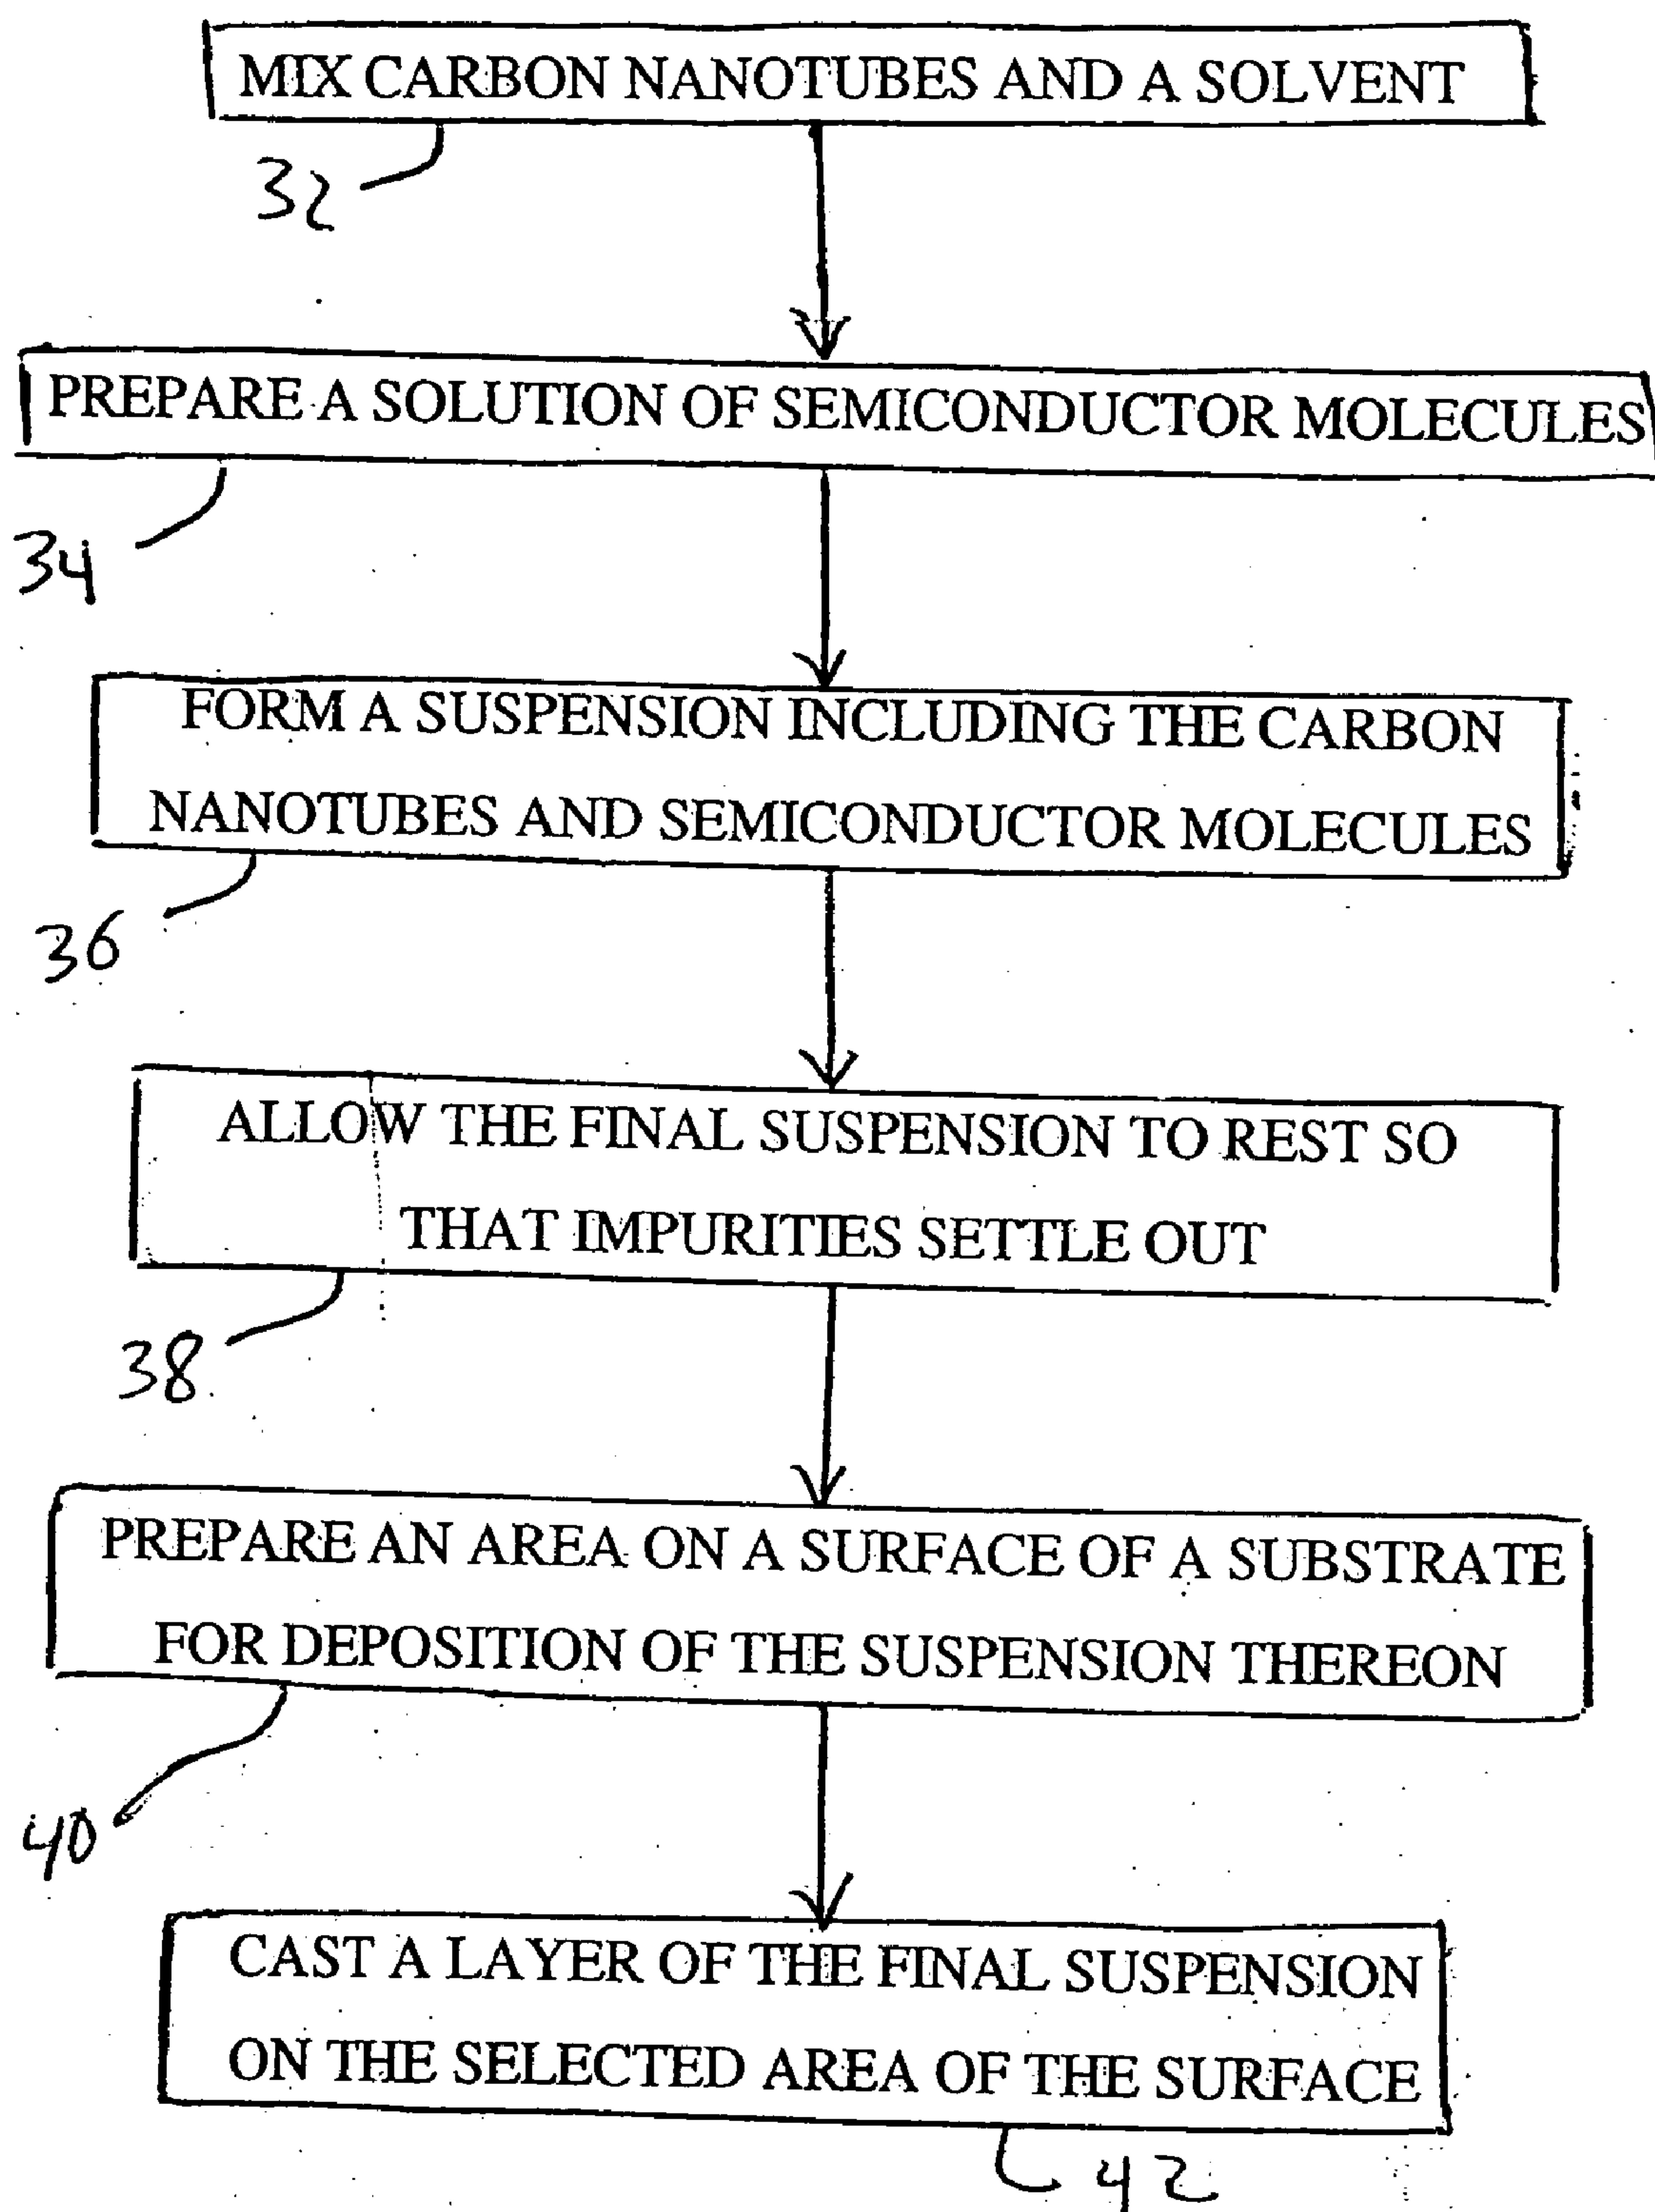 MIX CARBON NANOTUBES AND A SOLVENT
32
PREPARE A SOLUTION OF SEMICONDUCTOR MOLECULES
34
FORM A SUSPENSION INCLUDING THE CARBON
NANOTUBES AND SEMICONDUCTOR MOLECULES
36
ALLOW THE FINAL SUSPENSION TO REST SO
THAT IMPURITIES SETTLE OUT
38
PREPARE AN AREA ON A SURFACE OF A SUBSTRATE
FOR DEPOSITION OF THE SUSPENSION THEREON
40
CAST A LAYER OF THE FINAL SUSPENSION
ON THE SELECTED AREA OF THE SURFACE
42